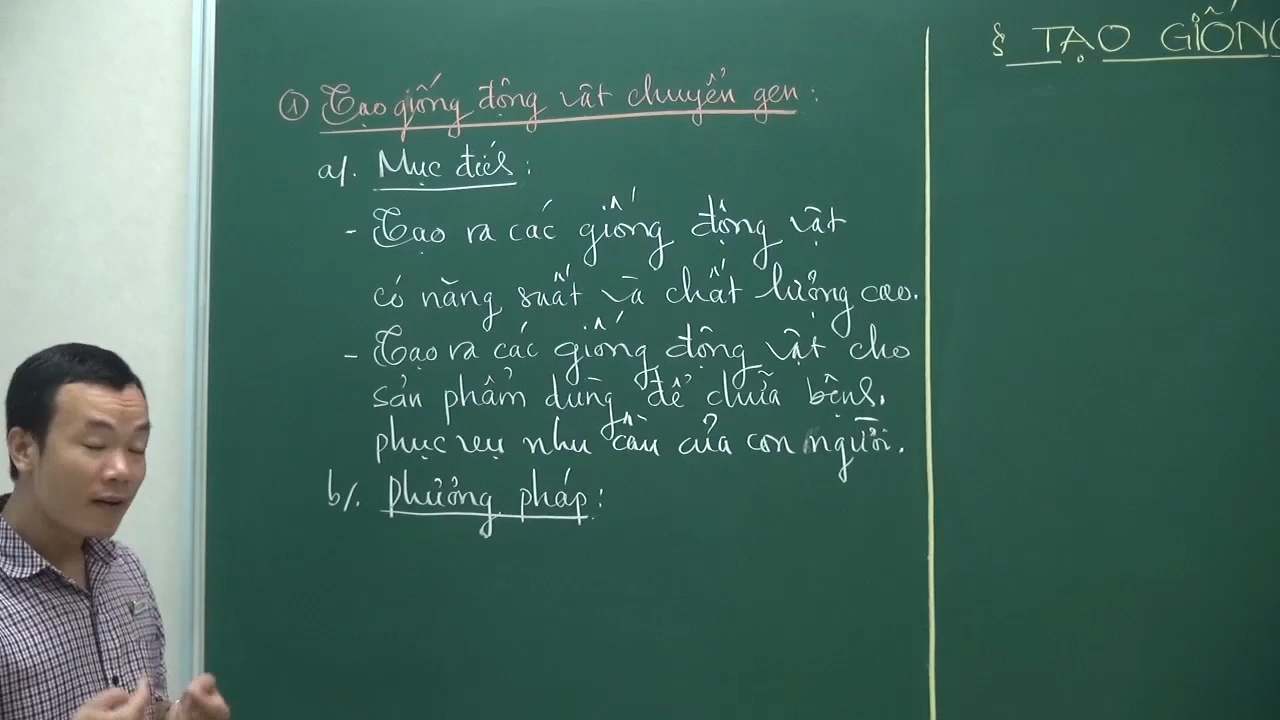 § TẠO GIỐNG
① Tạo giống động vật chuyển gen:
a/. Mục đích:
- Tạo ra các giống động vật
có năng suất và chất lượng cao.
- Tạo ra các giống động vật cho
sản phẩm dùng để chữa bệnh.
phục vụ nhu cầu của con người.
b/. Phương pháp: